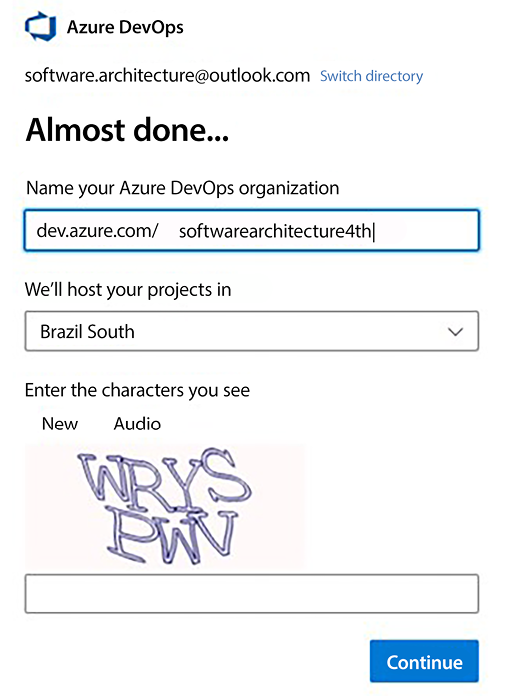 Azure DevOps
software.architecture@outlook.com Switch directory
Almost done...
Name your Azure DevOps organization
dev.azure.com/ softwarearchitecture4th
We'll host your projects in
Brazil South
Enter the characters you see
New Audio
WRYS
PWV
Continue